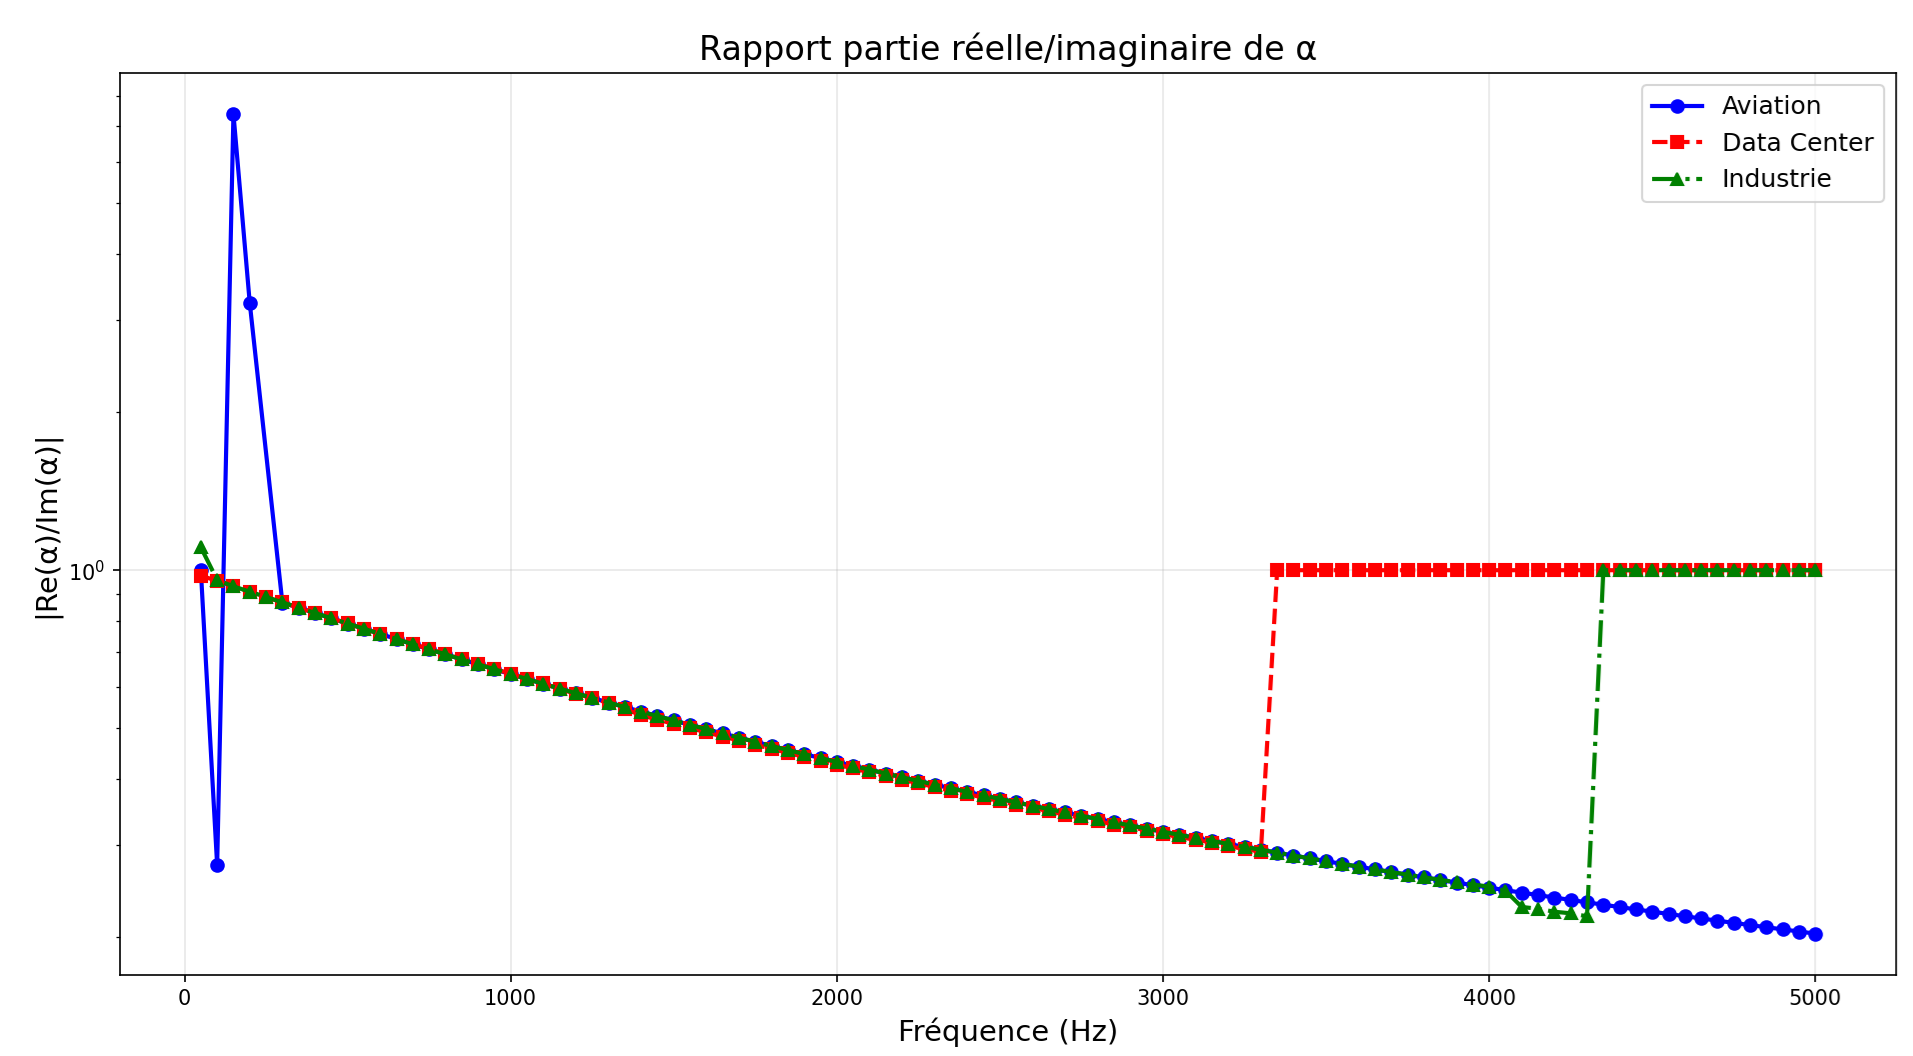 Rapport partie réelle/imaginaire de α
Aviation
Data Center
Industrie
|Re(α)/Im(α)|
10⁰
0
1000
2000
3000
4000
5000
Fréquence (Hz)